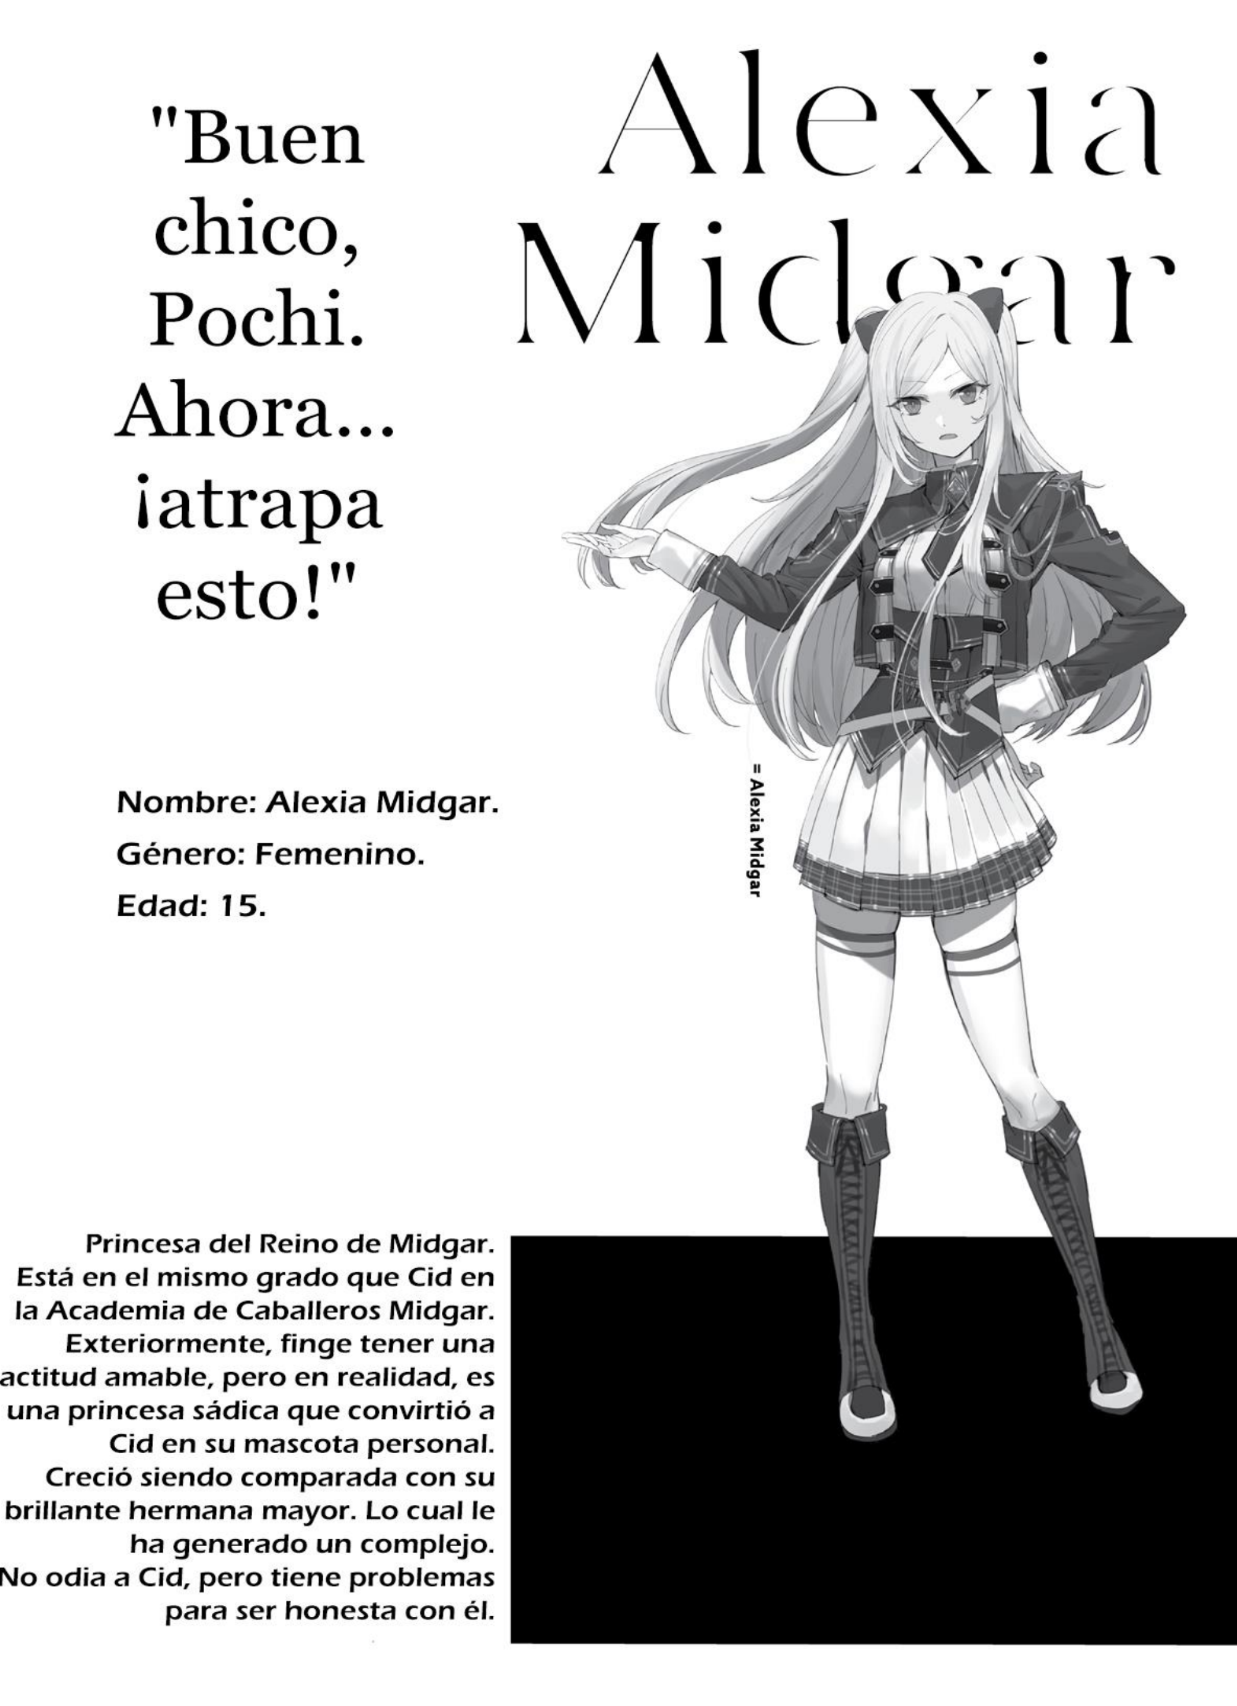 Alexia
Midgar
"Buen
chico,
Pochi.
Ahora...
¡atrapa
esto!"
= Alexia Midgar
Nombre: Alexia Midgar.
Género: Femenino.
Edad: 15.
Princesa del Reino de Midgar.
Está en el mismo grado que Cid en
la Academia de Caballeros Midgar.
Exteriormente, finge tener una
actitud amable, pero en realidad, es
una princesa sádica que convirtió a
Cid en su mascota personal.
Creció siendo comparada con su
brillante hermana mayor. Lo cual le
ha generado un complejo.
No odia a Cid, pero tiene problemas
para ser honesta con él.